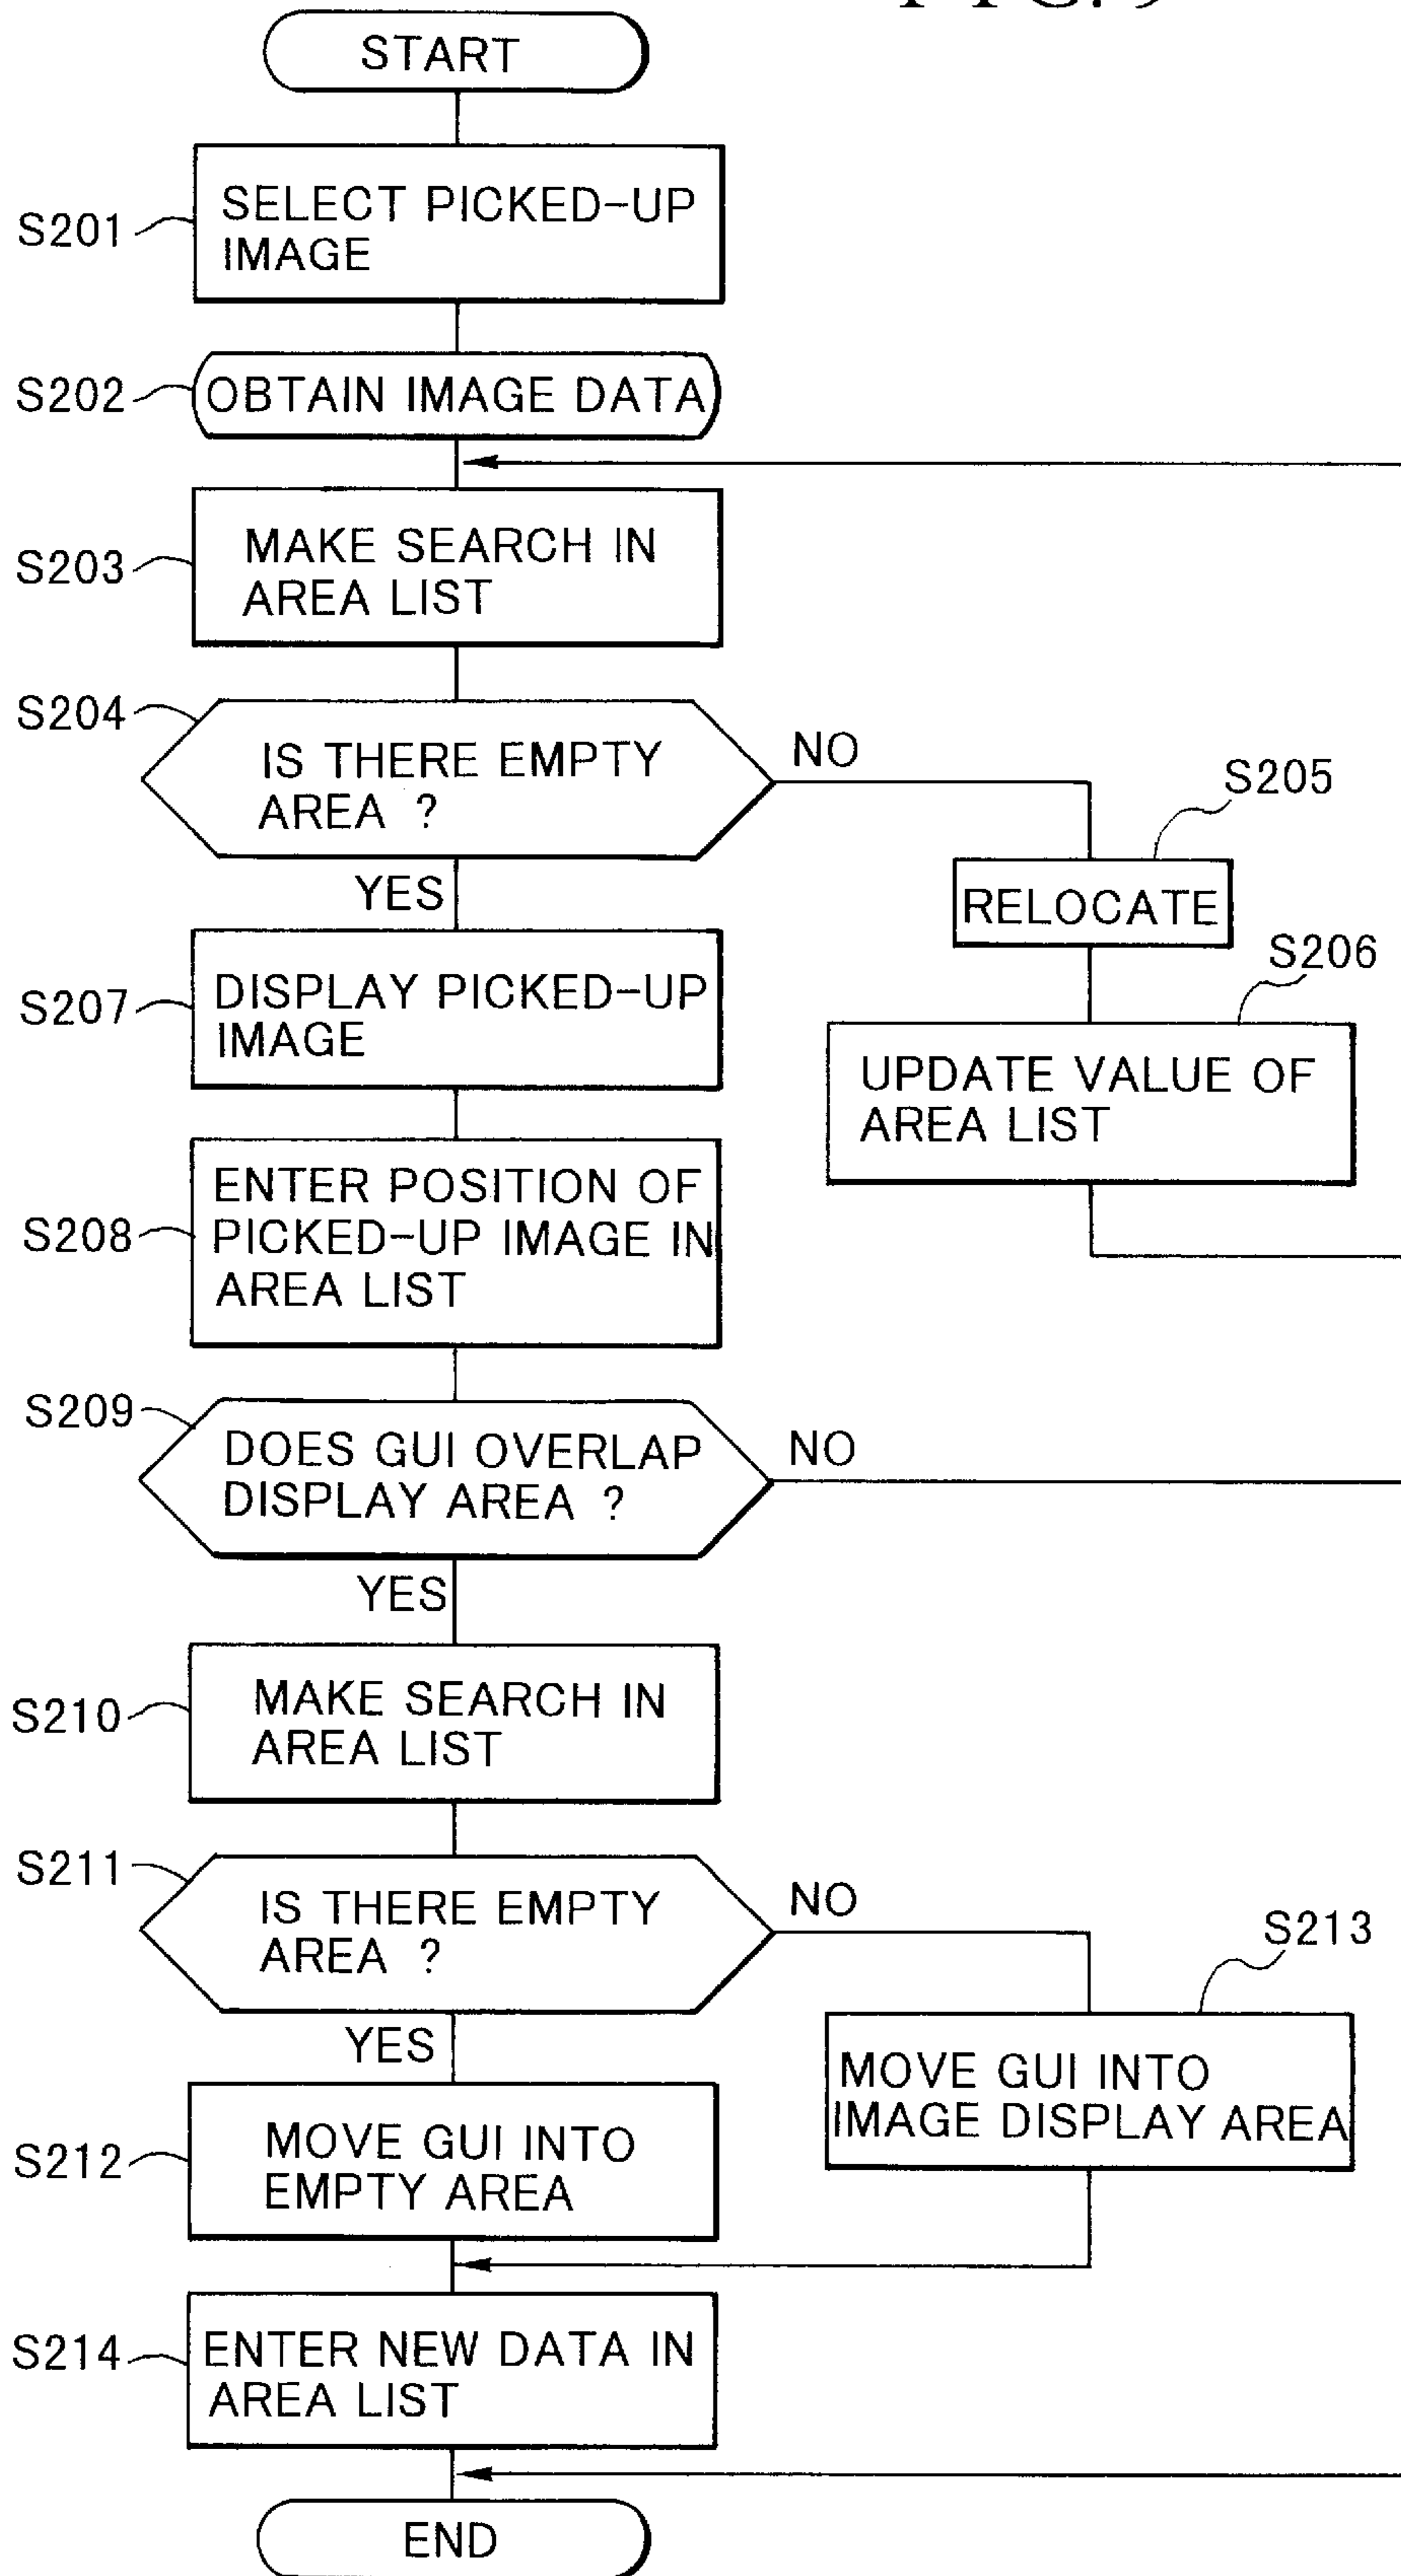 START
S201
SELECT PICKED-UP
IMAGE
S202
OBTAIN IMAGE DATA
S203
MAKE SEARCH IN
AREA LIST
S204
IS THERE EMPTY
AREA ?
NO
YES
S205
RELOCATE
S206
UPDATE VALUE OF
AREA LIST
S207
DISPLAY PICKED-UP
IMAGE
S208
ENTER POSITION OF
PICKED-UP IMAGE IN
AREA LIST
S209
DOES GUI OVERLAP
DISPLAY AREA ?
NO
YES
S210
MAKE SEARCH IN
AREA LIST
S211
IS THERE EMPTY
AREA ?
NO
YES
S213
MOVE GUI INTO
IMAGE DISPLAY AREA
S212
MOVE GUI INTO
EMPTY AREA
S214
ENTER NEW DATA IN
AREA LIST
END